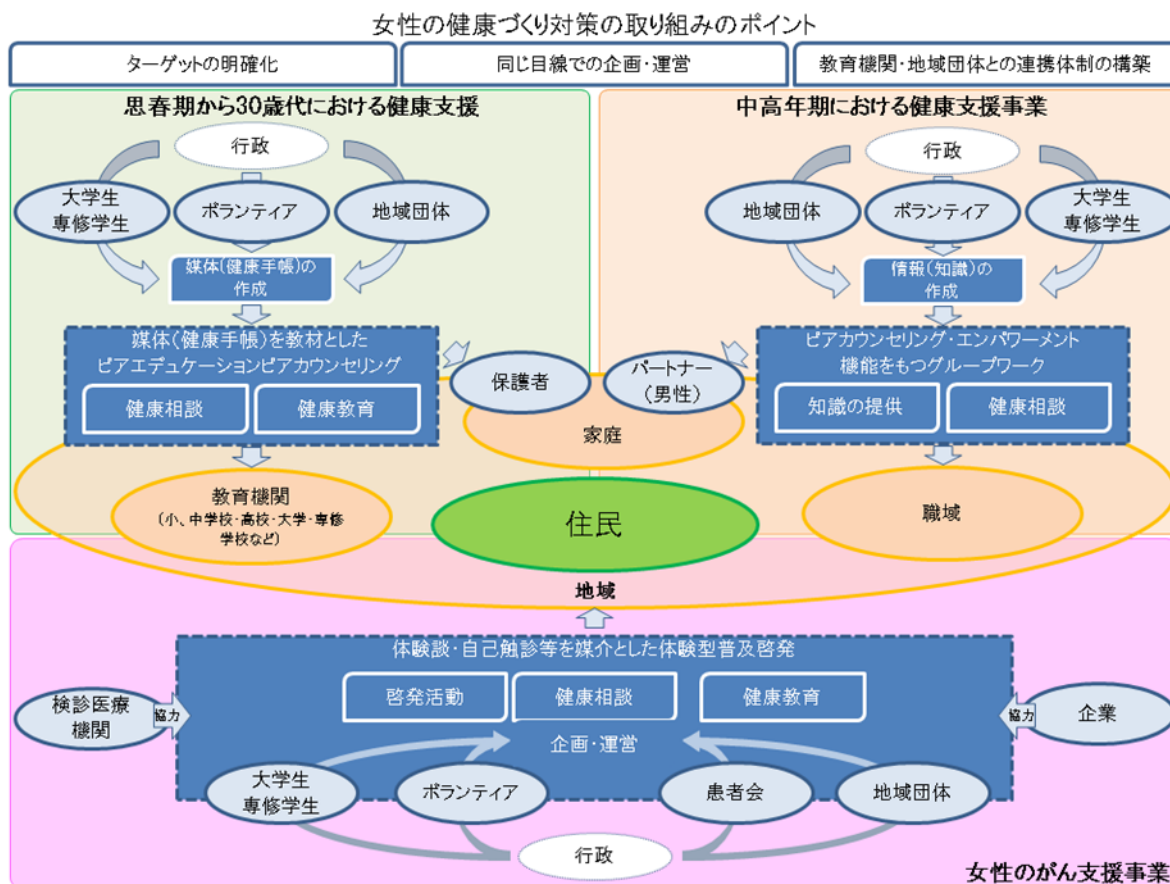 女性の健康づくり対策の取り組みのポイント
ターゲットの明確化
同じ目線での企画・運営
教育機関・地域団体との連携体制の構築
思春期から30歳代における健康支援
行政
大学生
専修学生
ボランティア
地域団体
媒体(健康手帳)の
作成
媒体(健康手帳)を教材とした
ピアエデュケーションピアカウンセリング
健康相談
健康教育
保護者
教育機関
(小、中学校・高校・大学・専修
学校など)
中高年期における健康支援事業
行政
地域団体
ボランティア
大学生
専修学生
情報(知識)の
作成
ピアカウンセリング・エンパワーメント
機能をもつグループワーク
知識の提供
健康相談
パートナー
(男性)
家庭
職域
住民
地域
体験談・自己触診等を媒介とした体験型普及啓発
啓発活動
健康相談
健康教育
検診医療
機関
協力
協力
企業
企画・運営
大学生
専修学生
ボランティア
患者会
地域団体
行政
女性のがん支援事業